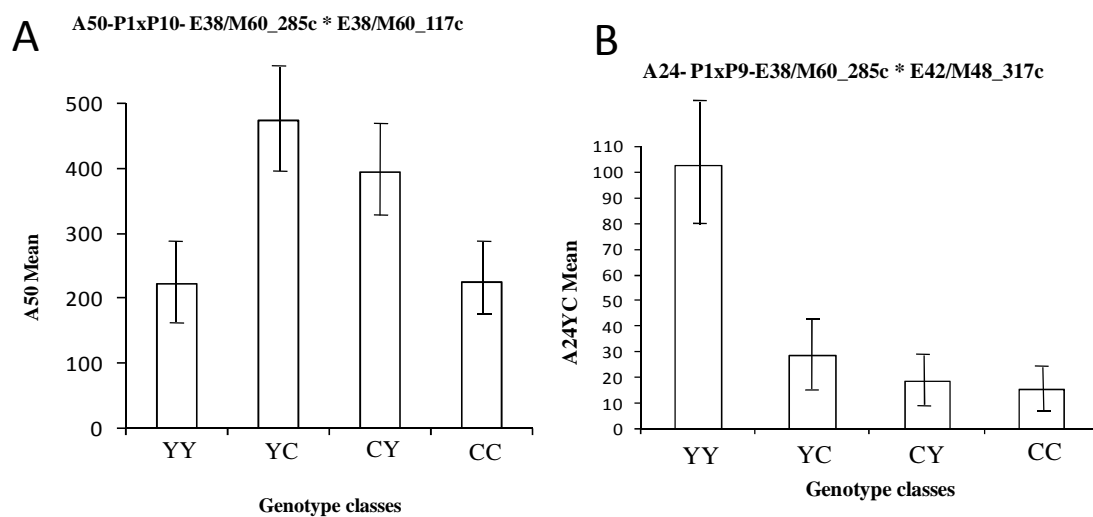 A
A50-P1xP10- E38/M60_285c * E38/M60_117c
A50 Mean
500
400
300
200
100
0
YY YC CY CC
Genotype classes
B
A24- P1xP9-E38/M60_285c * E42/M48_317c
A24YC Mean
110
100
90
80
70
60
50
40
30
20
10
0
YY YC CY CC
Genotype classes